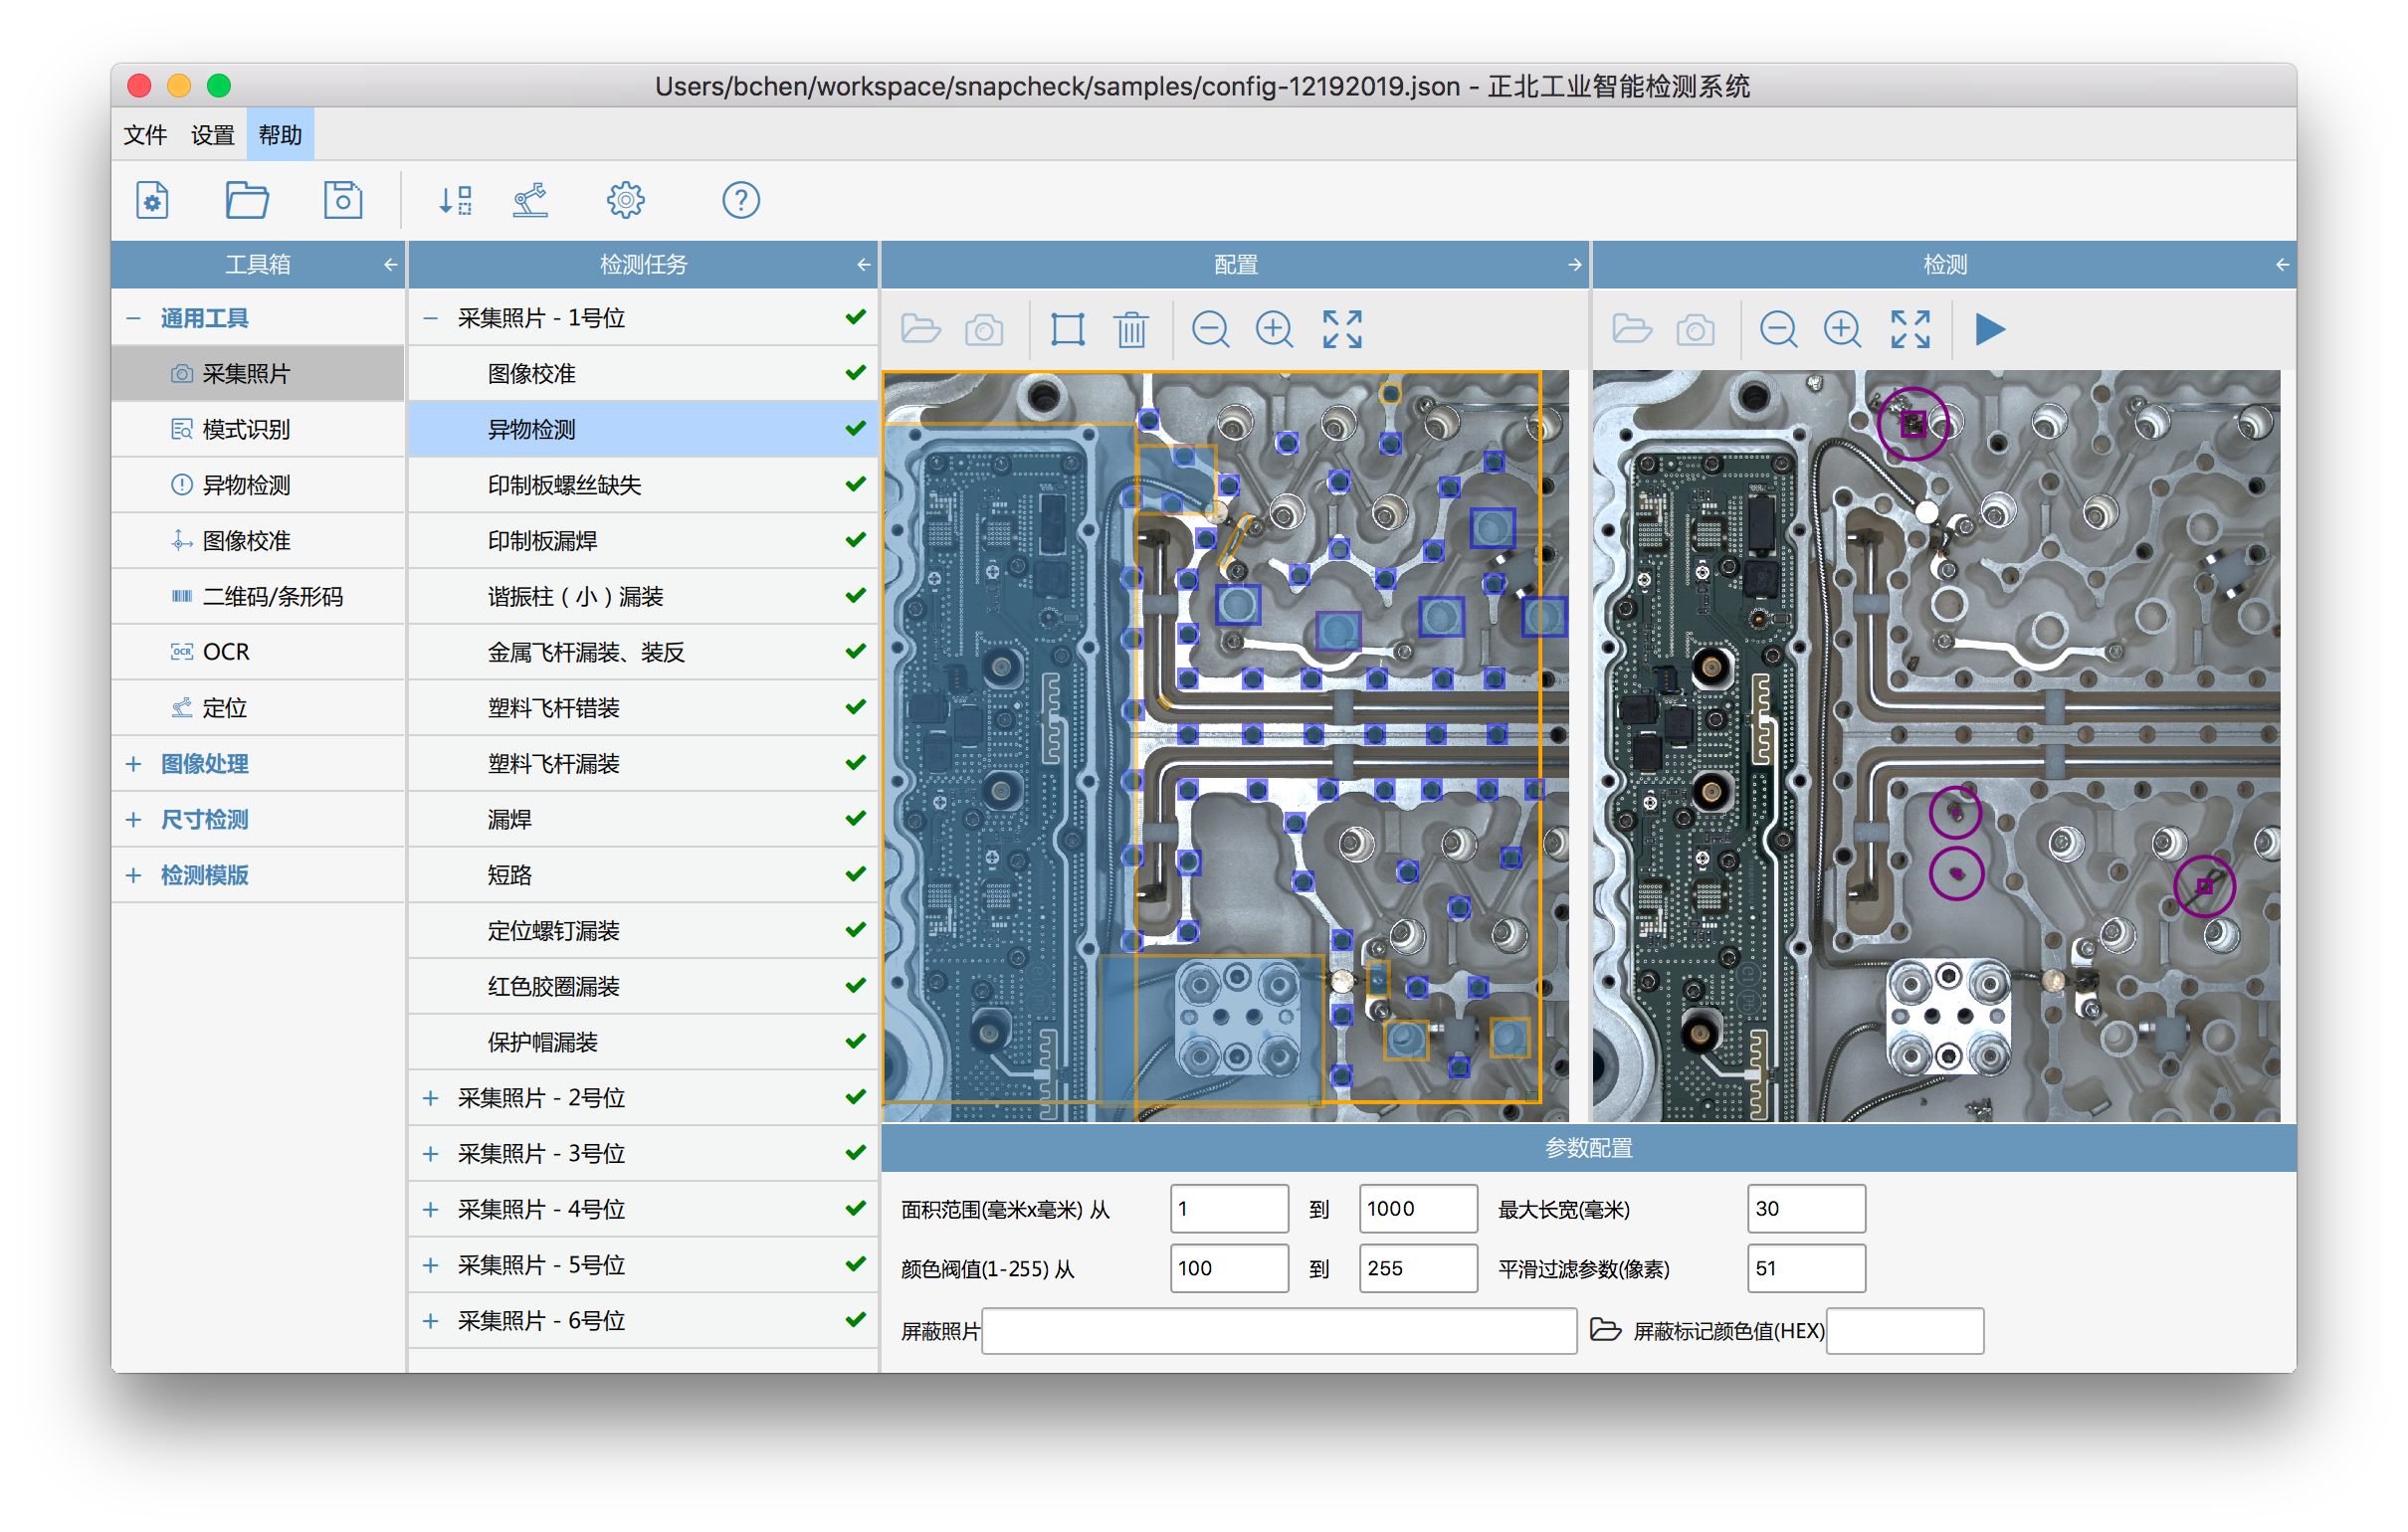 Users/bchen/workspace/snapcheck/samples/config-12192019.json - 正北工业智能检测系统
文件 设置 帮助
工具箱
通用工具
采集照片
模式识别
异物检测
图像校准
二维码/条形码
OCR
定位
图像处理
尺寸检测
检测模版
检测任务
采集照片 - 1号位
图像校准
异物检测
印制板螺丝缺失
印制板漏焊
谐振柱（小）漏装
金属飞杆漏装、装反
塑料飞杆错装
塑料飞杆漏装
漏焊
短路
定位螺钉漏装
红色胶圈漏装
保护帽漏装
采集照片 - 2号位
采集照片 - 3号位
采集照片 - 4号位
采集照片 - 5号位
采集照片 - 6号位
配置
检测
参数配置
面积范围(毫米x毫米) 从 1 到 1000 最大长宽(毫米) 30
颜色阀值(1-255) 从 100 到 255 平滑过滤参数(像素) 51
屏蔽照片 屏蔽标记颜色值(HEX)